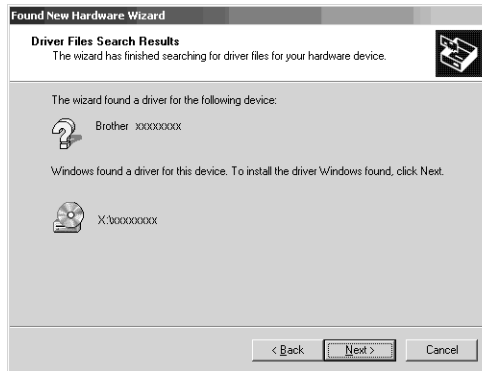 Found New Hardware Wizard
Driver Files Search Results
The wizard has finished searching for driver files for your hardware device.
The wizard found a driver for the following device:
Brother xxxxxxxx
Windows found a driver for this device. To install the driver Windows found, click Next.
X:\xxxxxxxx
< Back Next > Cancel